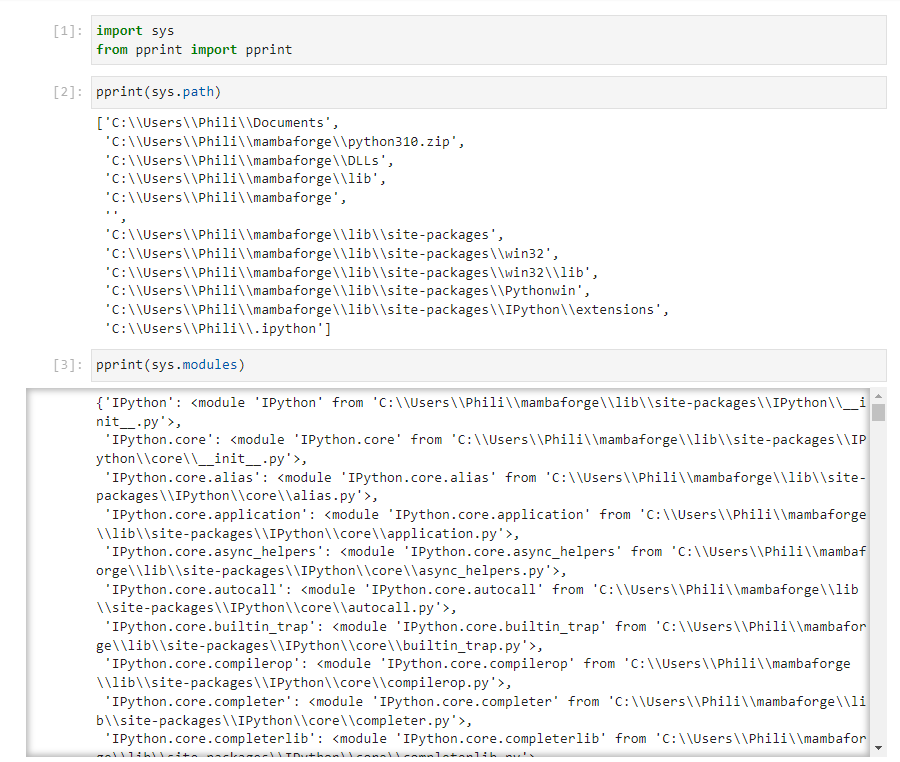 [1]: import sys
from pprint import pprint
[2]: pprint(sys.path)
['C:\\Users\\Phili\\Documents',
 'C:\\Users\\Phili\\mambaforge\\python310.zip',
 'C:\\Users\\Phili\\mambaforge\\DLLs',
 'C:\\Users\\Phili\\mambaforge\\lib',
 'C:\\Users\\Phili\\mambaforge',
 '',
 'C:\\Users\\Phili\\mambaforge\\lib\\site-packages',
 'C:\\Users\\Phili\\mambaforge\\lib\\site-packages\\win32',
 'C:\\Users\\Phili\\mambaforge\\lib\\site-packages\\win32\\lib',
 'C:\\Users\\Phili\\mambaforge\\lib\\site-packages\\Pythonwin',
 'C:\\Users\\Phili\\mambaforge\\lib\\site-packages\\IPython\\extensions',
 'C:\\Users\\Phili\\.ipython']
[3]: pprint(sys.modules)
{'IPython': <module 'IPython' from 'C:\\Users\\Phili\\mambaforge\\lib\\site-packages\\IPython\\__i
nit__.py'>,
 'IPython.core': <module 'IPython.core' from 'C:\\Users\\Phili\\mambaforge\\lib\\site-packages\\IP
ython\\core\\__init__.py'>,
 'IPython.core.alias': <module 'IPython.core.alias' from 'C:\\Users\\Phili\\mambaforge\\lib\\site-
packages\\IPython\\core\\alias.py'>,
 'IPython.core.application': <module 'IPython.core.application' from 'C:\\Users\\Phili\\mambaforge
\\lib\\site-packages\\IPython\\core\\application.py'>,
 'IPython.core.async_helpers': <module 'IPython.core.async_helpers' from 'C:\\Users\\Phili\\mambaf
orge\\lib\\site-packages\\IPython\\core\\async_helpers.py'>,
 'IPython.core.autocall': <module 'IPython.core.autocall' from 'C:\\Users\\Phili\\mambaforge\\lib
\\site-packages\\IPython\\core\\autocall.py'>,
 'IPython.core.builtin_trap': <module 'IPython.core.builtin_trap' from 'C:\\Users\\Phili\\mambafor
ge\\lib\\site-packages\\IPython\\core\\builtin_trap.py'>,
 'IPython.core.compilerop': <module 'IPython.core.compilerop' from 'C:\\Users\\Phili\\mambaforge
\\lib\\site-packages\\IPython\\core\\compilerop.py'>,
 'IPython.core.completer': <module 'IPython.core.completer' from 'C:\\Users\\Phili\\mambaforge\\li
b\\site-packages\\IPython\\core\\completer.py'>,
 'IPython.core.completerlib': <module 'IPython.core.completerlib' from 'C:\\Users\\Phili\\mambafor
ge\\lib\\site-packages\\IPython\\core\\completerlib.py'>,